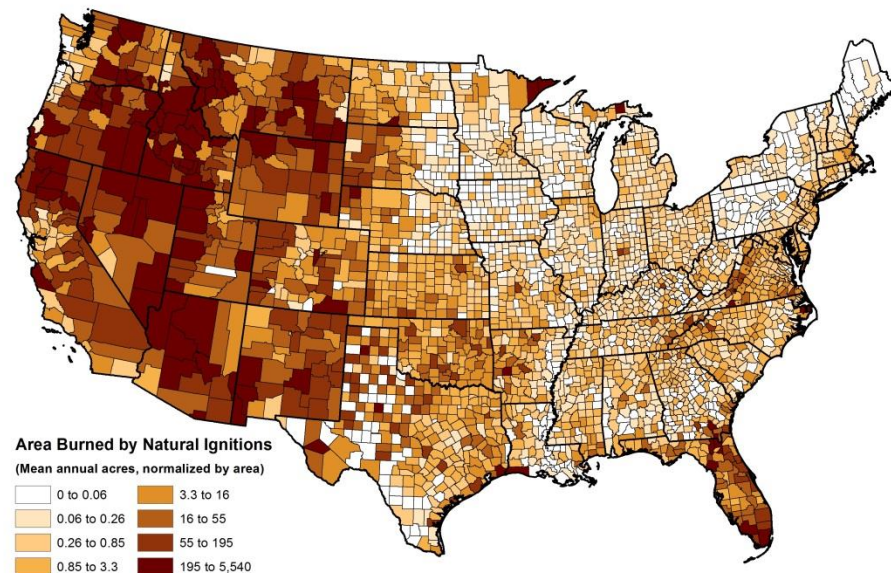 Area Burned by Natural Ignitions
(Mean annual acres, normalized by area)
0 to 0.06
0.06 to 0.26
0.26 to 0.85
0.85 to 3.3
3.3 to 16
16 to 55
55 to 195
195 to 5,540